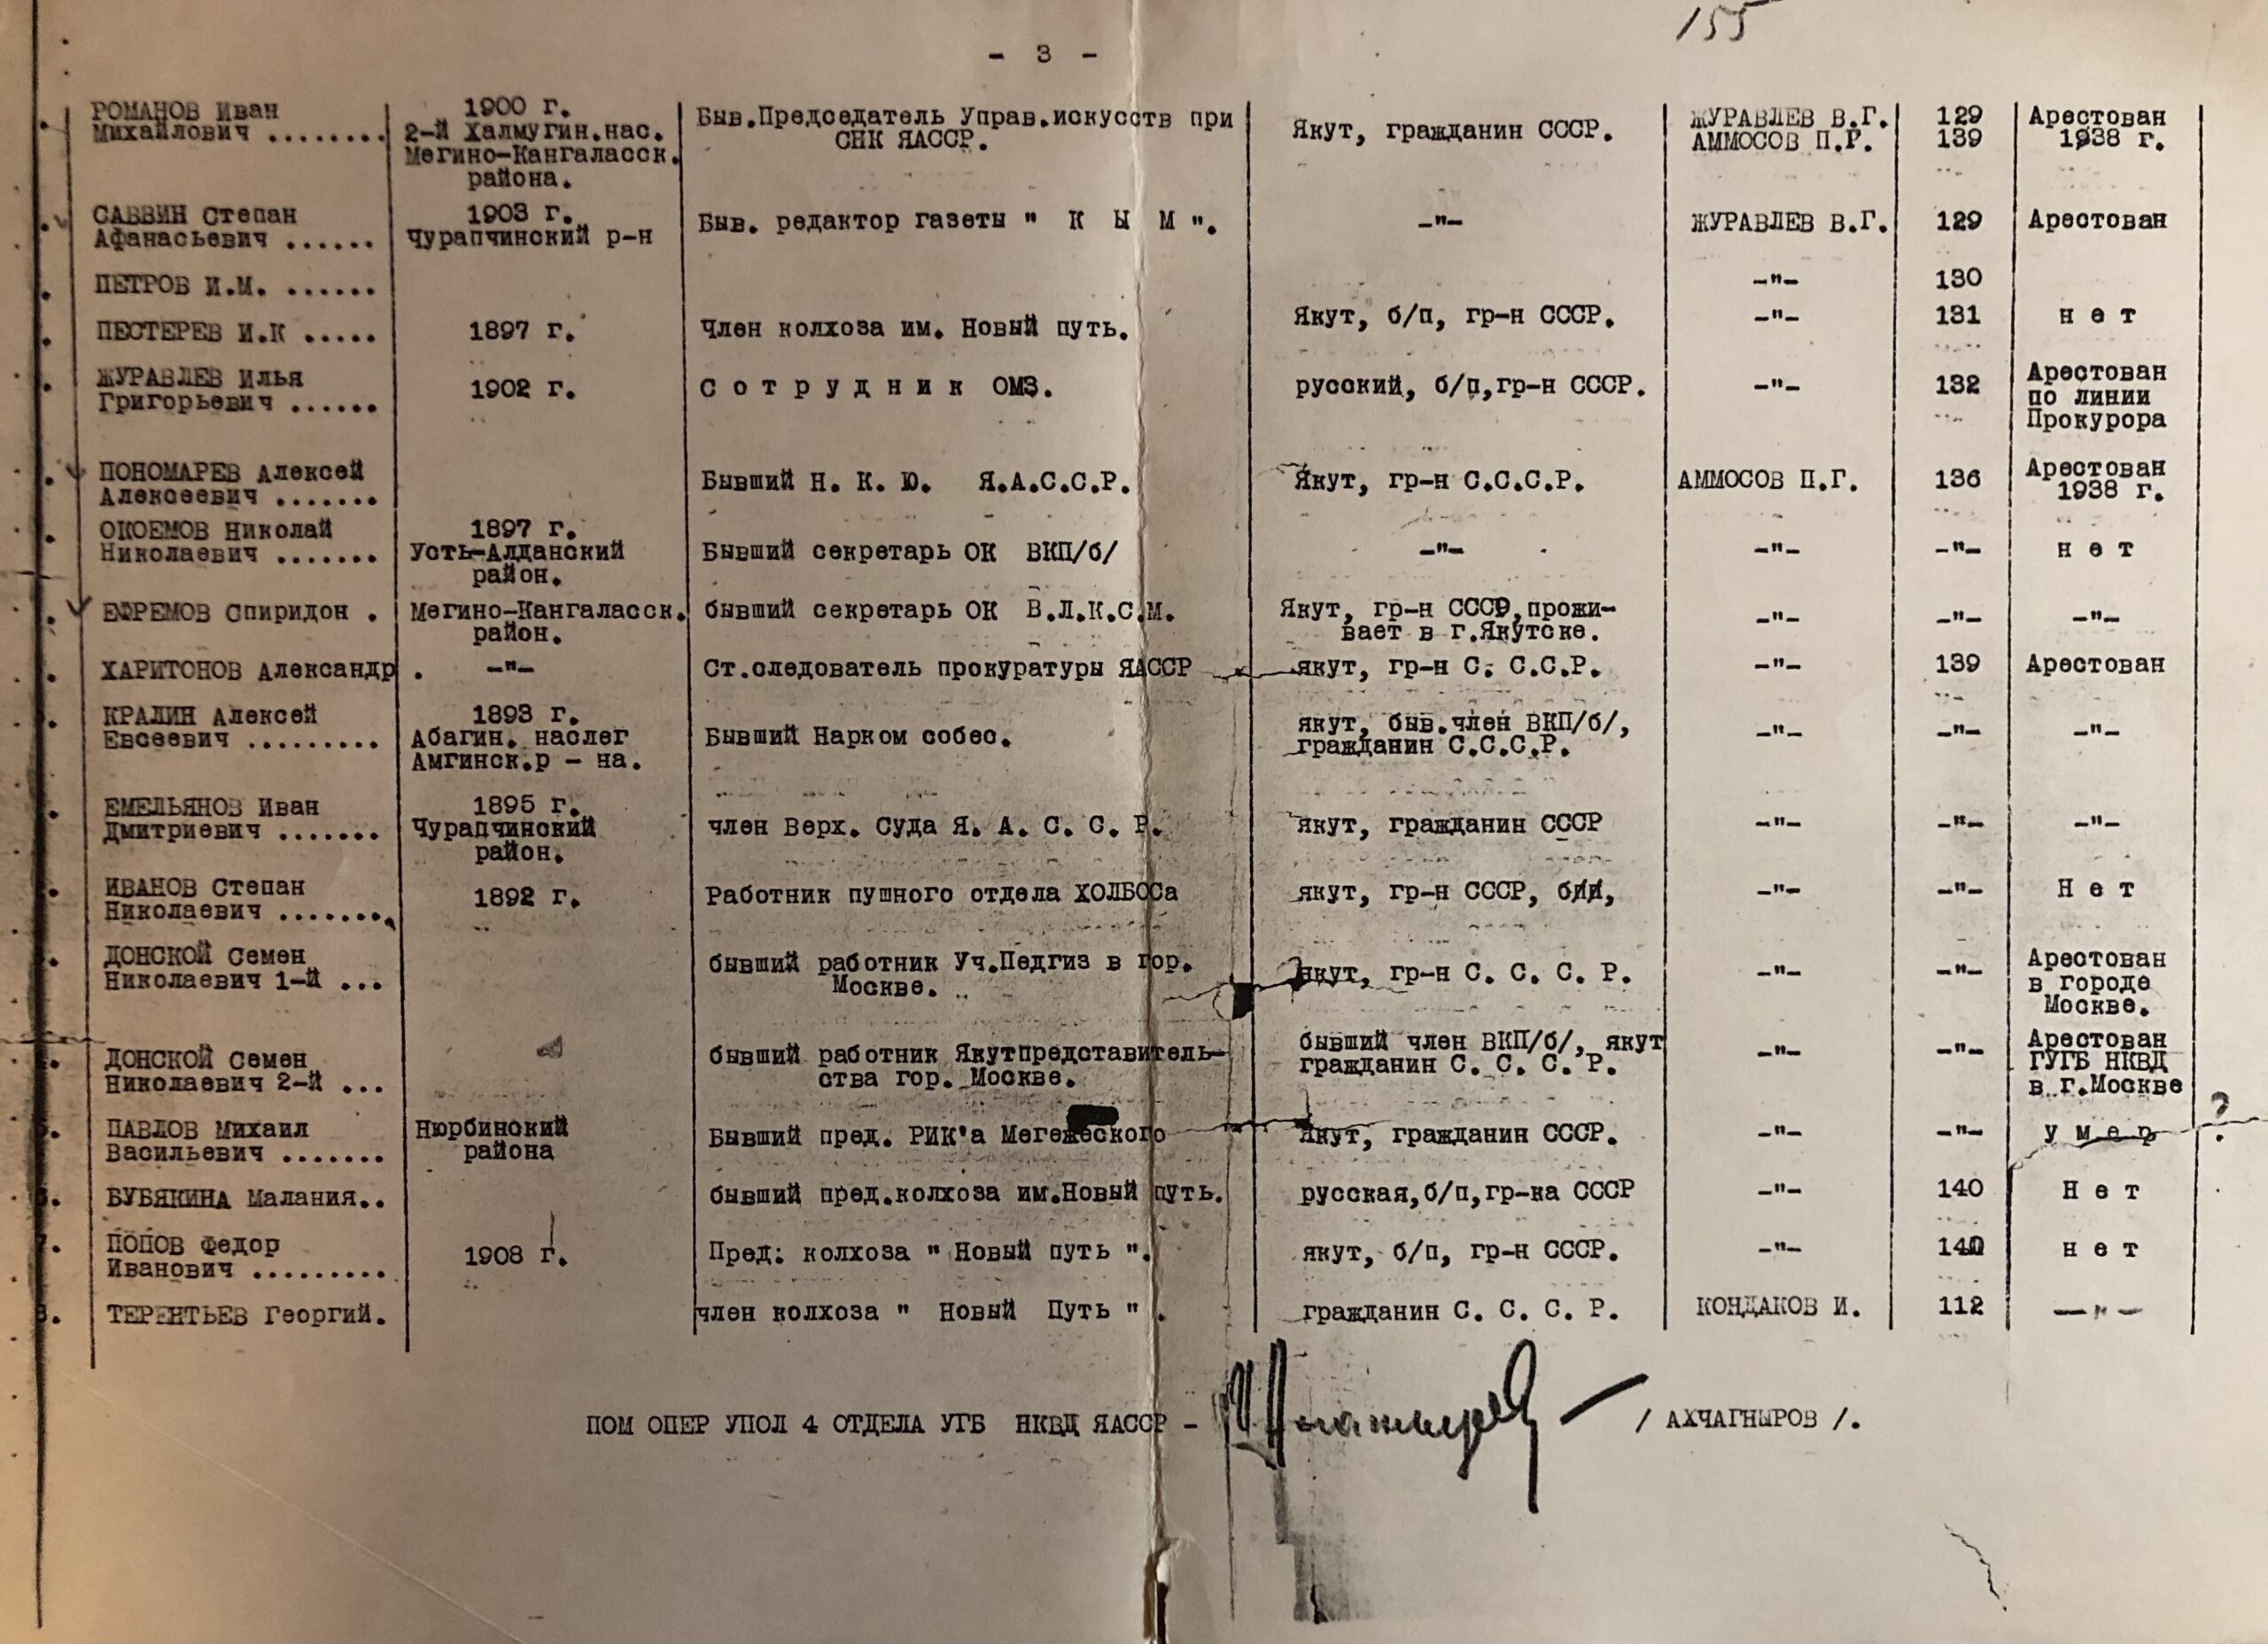 155
- 3 -
РОМАНОВ Иван
Михайлович ........
1900 г.
2-й Халмугин.нас.
Мегино-Кангаласск.
района.
Быв.Председатель Управ.искусств при
СНК ЯАССР.
Якут, гражданин СССР.
ЖУРАВЛЕВ В.Г.
АММОСОВ П.Г.
129
139
Арестован
1938 г.
САВВИН Степан
Афанасьевич ......
1903 г.
Чурапчинский р-н
Быв. редактор газеты " К Ы М ".
-"-
ЖУРАВЛЕВ В.Г.
129
Арестован
ПЕТРОВ И.М. ......
-"-
130
ПЕСТЕРЕВ И.К .....
1897 г.
Член колхоза им. Новый путь.
Якут, б/п, гр-н СССР.
-"-
131
н е т
ЖУРАВЛЕВ Илья
Григорьевич ......
1902 г.
С о т р у д н и к ОМЗ.
русский, б/п,гр-н СССР.
-"-
132
Арестован
по линии
Прокурора
ПОНОМАРЕВ Алексей
Алексеевич .......
Бывший Н. К. Ю. Я.А.С.С.Р.
Якут, гр-н С.С.С.Р.
АММОСОВ П.Г.
136
Арестован
1938 г.
ОКОЕМОВ Николай
Николаевич .......
1897 г.
Усть-Алданский
район.
Бывший секретарь ОК ВКП/б/
-"-
-"-
-"-
н е т
ЕФРЕМОВ Спиридон .
Мегино-Кангаласск.
район.
бывший секретарь ОК В.Л.К.С.М.
Якут, гр-н СССР,прожи-
вает в г.Якутске.
-"-
-"-
-"-
ХАРИТОНОВ Александр .
-"-
Ст.следователь прокуратуры ЯАССР
якут, гр-н С. С.С.Р.
-"-
139
Арестован
КРАЛИН Алексей
Евсеевич .........
1893 г.
Абагин. наслег
Амгинск.р - на.
Бывший Нарком собес.
якут, быв.член ВКП/б/,
гражданин С.С.С.Р.
-"-
-"-
-"-
ЕМЕЛЬЯНОВ Иван
Дмитриевич .......
1895 г.
Чурапчинский
район.
член Верх. Суда Я. А. С. С. Р.
якут, гражданин СССР
-"-
-"-
-"-
ИВАНОВ Степан
Николаевич ........
1892 г.
Работник пушного отдела ХОЛБОСа
якут, гр-н СССР,
-"-
-"-
Н е т
ДОНСКОЙ Семен
Николаевич 1-й ...
бывший работник Уч.Педгиз в гор.
Москве.
якут, гр-н С. С. С. Р.
-"-
-"-
Арестован
в городе
Москве.
ДОНСКОЙ Семен
Николаевич 2-й ...
бывший работник Якутпредставитель-
ства гор. Москве.
бывший член ВКП/б/, якут
гражданин С. С. С. Р.
-"-
-"-
Арестован
ГУГБ НКВД
в г.Москве
5. ПАВЛОВ Михаил
Васильевич .......
Нюрбинский
района
Бывший пред. РИК'а Мегежеского
Якут, гражданин СССР.
-"-
-"-
у м е р
?
6. БУБЯКИНА Малания..
бывший пред.колхоза им.Новый путь.
русская,б/п,гр-ка СССР
-"-
140
Н е т
7. ПОПОВ Федор
Иванович .........
1908 г.
Пред. колхоза " Новый путь ".
якут, б/п, гр-н СССР.
-"-
140
н е т
8. ТЕРЕНТЬЕВ Георгий.
член колхоза " Новый Путь " .
гражданин С. С. С. Р.
КОНДАКОВ И.
112
-"-
ПОМ ОПЕР УПОЛ 4 ОТДЕЛА УГБ НКВД ЯАССР -
/ АХЧАГНЫРОВ /.